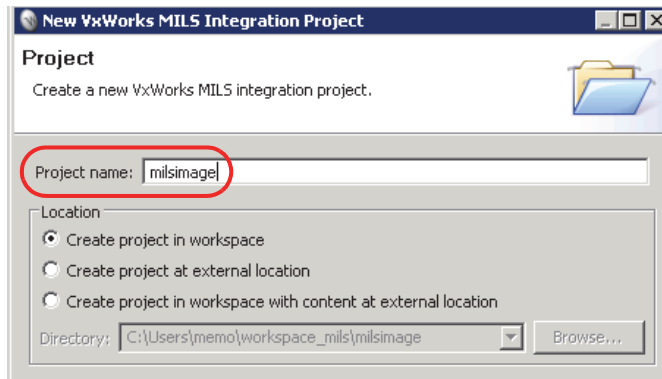 New VxWorks MILS Integration Project
Project
Create a new VxWorks MILS integration project.
Project name: milsimage
Location
Create project in workspace
Create project at external location
Create project in workspace with content at external location
Directory: C:\Users\memo\workspace_mils\milsimage Browse...